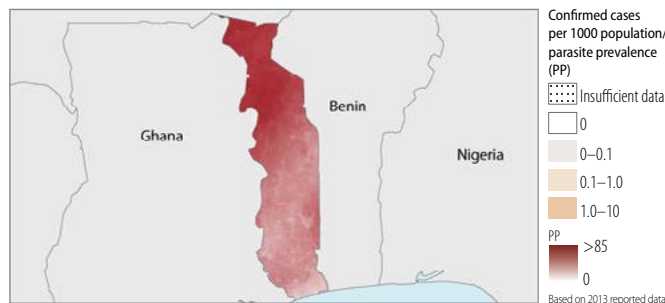 Confirmed cases
per 1000 population/
parasite prevalence
(PP)
Insufficient data
0
0–0.1
0.1–1.0
1.0–10
PP
>85
0
Based on 2013 reported data
Ghana
Benin
Nigeria